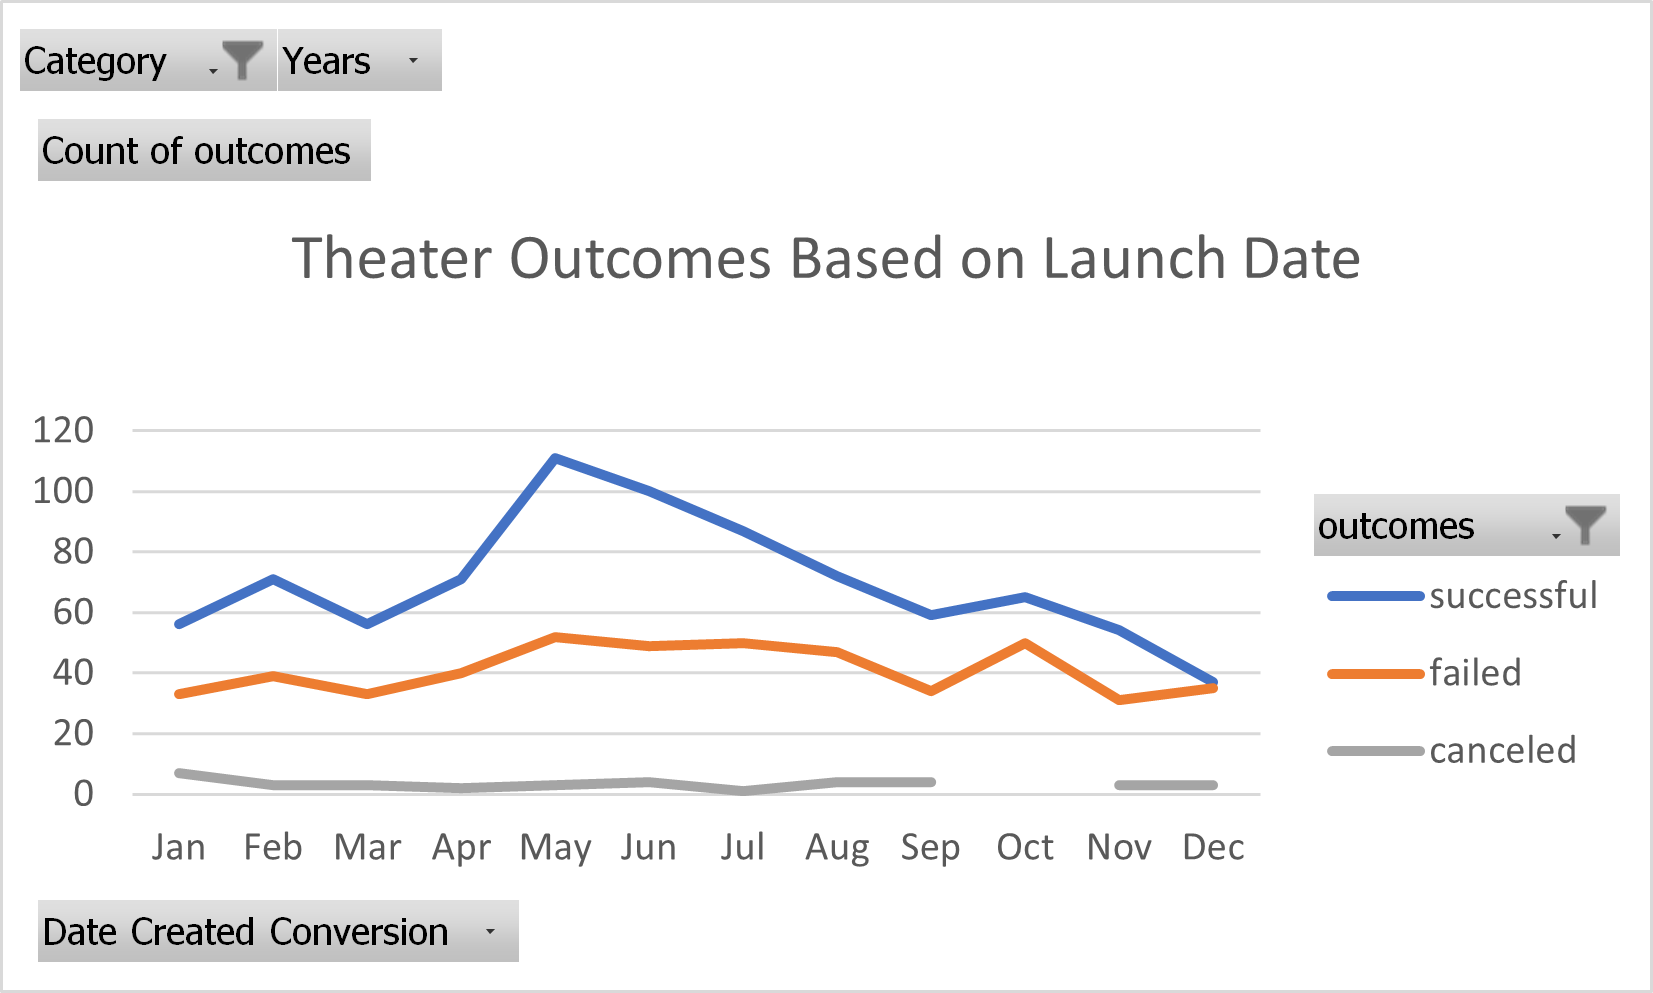 Category Years
Count of outcomes
Theater Outcomes Based on Launch Date
120
100
80
60
40
20
0
Jan Feb Mar Apr May Jun Jul Aug Sep Oct Nov Dec
outcomes
successful
failed
canceled
Date Created Conversion